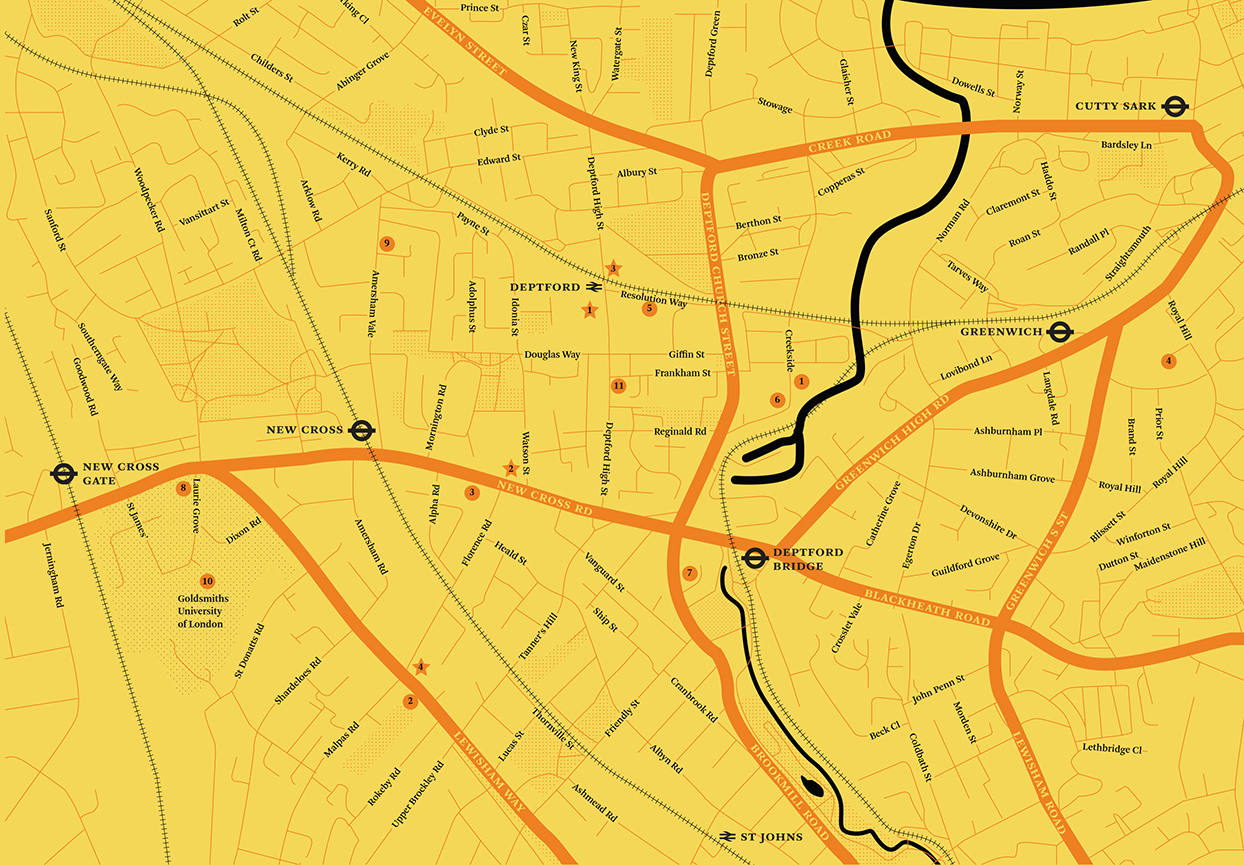 Prince St
Rolt St
king Cl
EVELYN STREET
Czar St
New King St
Watergate St
Deptford Green
Glaisher St
Childers St
Abinger Grove
Stowage
Dowells St
Norway St
CUTTY SARK
Clyde St
CREEK ROAD
Bardsley Ln
Edward St
Kerry Rd
Deptford High St
Albury St
Copperas St
Haddo St
Woodpecker Rd
Vansittart St
Arklow Rd
Claremont St
Sanford St
Milton Ct Rd
Payne St
Berthon St
Norman Rd
Roan St
Randall Pl
Straightsmouth
9
Bronze St
DEPTFORD CHURCH STREET
3
Tarves Way
DEPTFORD
Amersham Vale
Adolphus St
Idonia St
1
Resolution Way
5
Royal Hill
GREENWICH
Southerngate Way
Goodwood Rd
Douglas Way
Giffin St
Creekside
Lovibond Ln
4
Frankham St
11
1
6
Langdale Rd
Mornington Rd
GREENWICH HIGH RD
Prior St
Brand St
NEW CROSS
Watson St
Deptford High St
Reginald Rd
Ashburnham Pl
NEW CROSS
GATE
2
Ashburnham Grove
Royal Hill
Royal Hill
8
Laurie Grove
3
NEW CROSS RD
Alpha Rd
Catherine Grove
St James'
Dixon Rd
Devonshire Dr
Blissett St
Winforton St
Amersham Rd
Florence Rd
Heald St
Egerton Dr
GREENWICH S ST
DEPTFORD
BRIDGE
Guildford Grove
Dutton St
Maidenstone Hill
Jerningham Rd
10
Vanguard St
7
BLACKHEATH ROAD
Goldsmiths
University
of London
Ship St
Crosslet Vale
Tanner's Hill
St Donatts Rd
4
Shardeloes Rd
2
Cranbrook Rd
John Penn St
Malpas Rd
Thornville St
Friendly St
Morden St
Beck Cl
LEWISHAM WAY
Lucas St
Albyn Rd
BROOKMILL ROAD
Coldbath St
LEWISHAM ROAD
Lethbridge Cl
Rokeby Rd
Upper Brockley Rd
Ashmead Rd
ST JOHNS